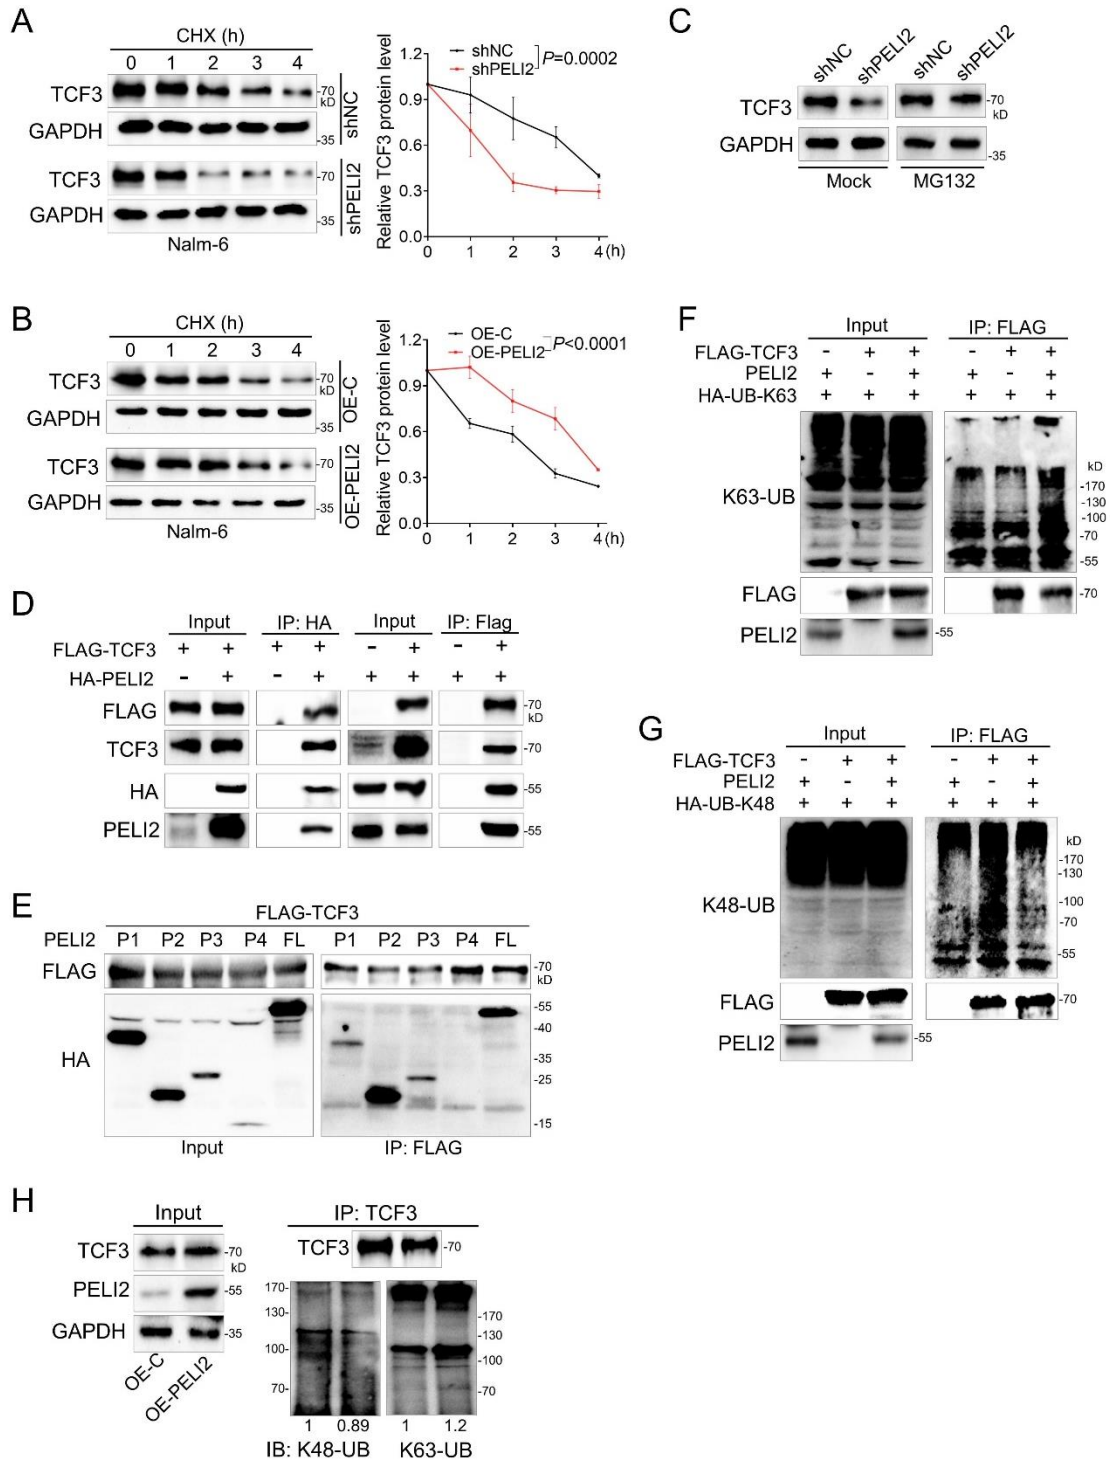 A
CHX (h)
0 1 2 3 4
TCF3 -70
kD
GAPDH -35
shNC
TCF3 -70
GAPDH -35
shPELI2
Nalm-6
Relative TCF3 protein level
1.2
0.9
0.6
0.3
0.0
0 1 2 3 4 (h)
shNC
shPELI2
P=0.0002
B
CHX (h)
0 1 2 3 4
TCF3 -70
kD
GAPDH -35
OE-C
TCF3 -70
GAPDH -35
OE-PELI2
Nalm-6
Relative TCF3 protein level
1.2
0.9
0.6
0.3
0.0
0 1 2 3 4 (h)
OE-C
OE-PELI2
P<0.0001
C
shNC shPELI2 shNC shPELI2
TCF3 -70
kD
GAPDH -35
Mock MG132
D
Input IP: HA Input IP: Flag
FLAG-TCF3 + + + + - + - +
HA-PELI2 - + - + + + + +
FLAG -70
kD
TCF3 -70
HA -55
PELI2 -55
E
FLAG-TCF3
PELI2 P1 P2 P3 P4 FL P1 P2 P3 P4 FL
FLAG -70
kD
HA
-55
-40
-35
-25
-15
Input IP: FLAG
F
Input IP: FLAG
FLAG-TCF3 - + + - + +
PELI2 + - + + - +
HA-UB-K63 + + + + + +
K63-UB
kD
-170
-130
-100
-70
-55
FLAG -70
PELI2 -55
G
Input IP: FLAG
FLAG-TCF3 - + + - + +
PELI2 + - + + - +
HA-UB-K48 + + + + + +
K48-UB
kD
-170
-130
-100
-70
-55
FLAG -70
PELI2 -55
H
Input
TCF3 -70
kD
PELI2 -55
GAPDH -35
OE-C OE-PELI2
IP: TCF3
TCF3 -70
170-
130-
100-
70-
-170
-130
-100
-70
1 0.89 1 1.2
IB: K48-UB K63-UB